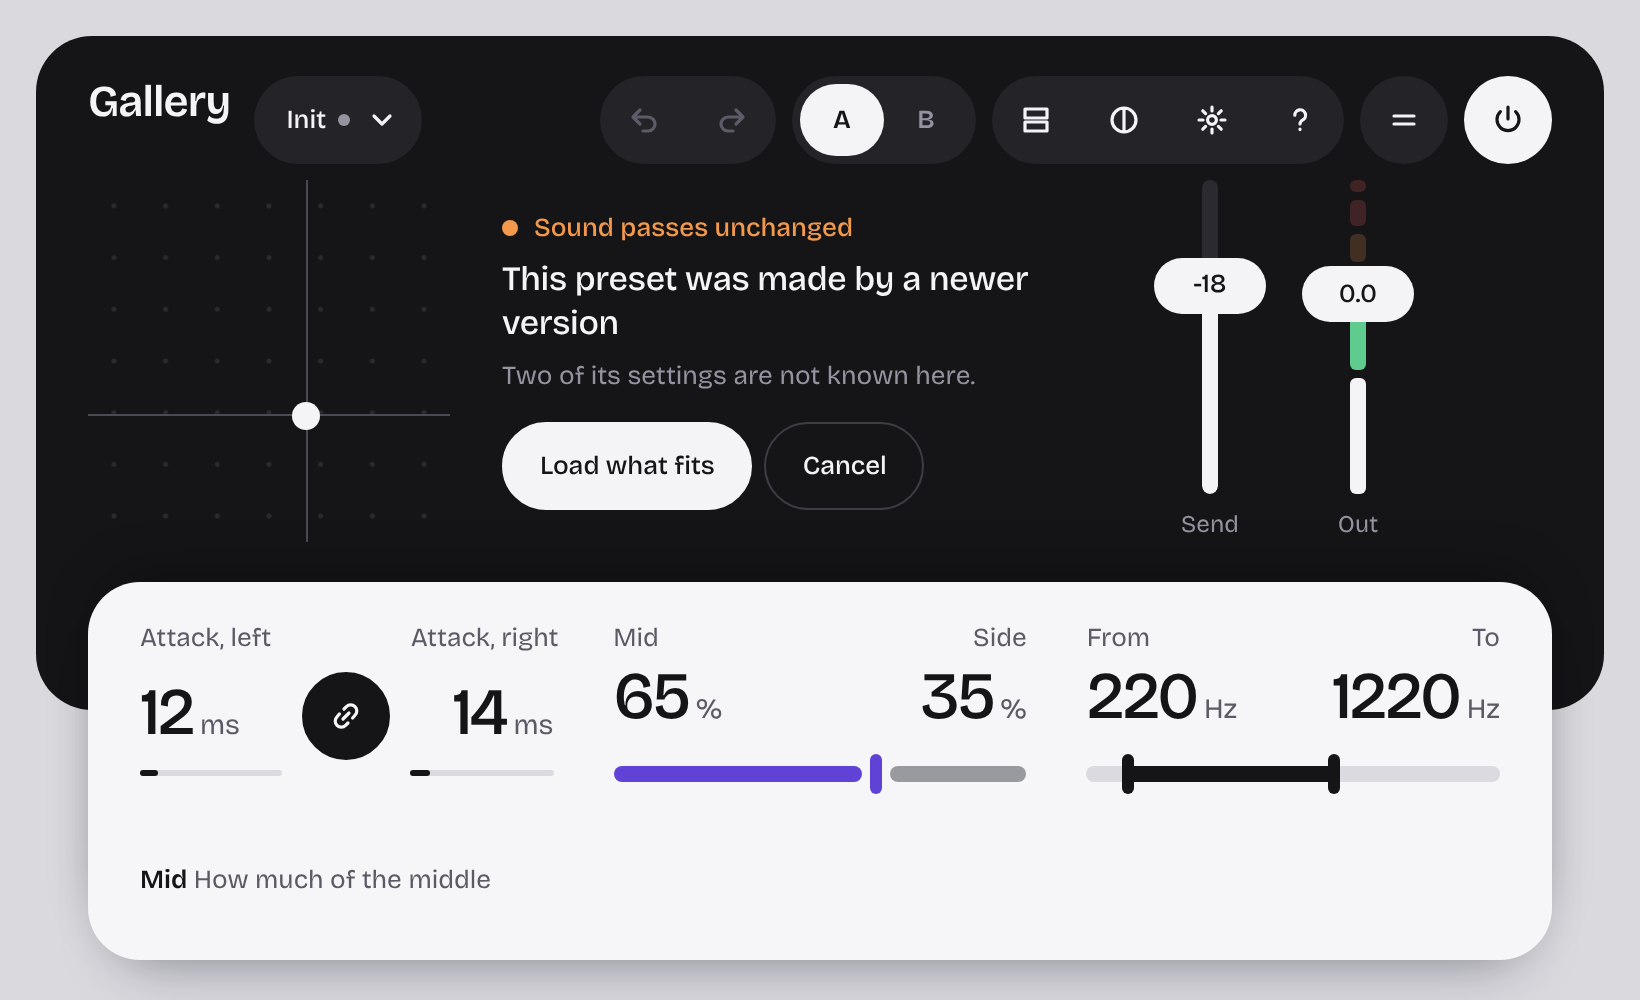 Gallery
Init
A B
?
Sound passes unchanged
This preset was made by a newer
version
Two of its settings are not known here.
Load what fits
Cancel
-18
0.0
Send
Out
Attack, left
Attack, right
Mid
Side
From
To
12 ms
14 ms
65 %
35 %
220 Hz
1220 Hz
Mid How much of the middle